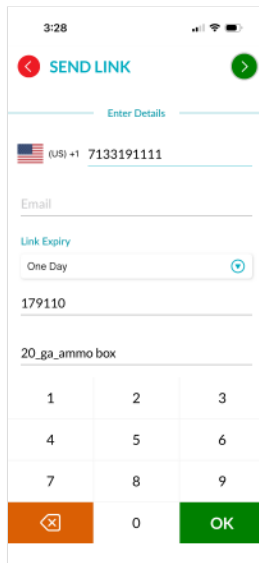 3:28
SEND LINK
Enter Details
(US) +1 7133191111
Email
Link Expiry
One Day
179110
20_ga_ammo box
1 2 3
4 5 6
7 8 9
0 OK